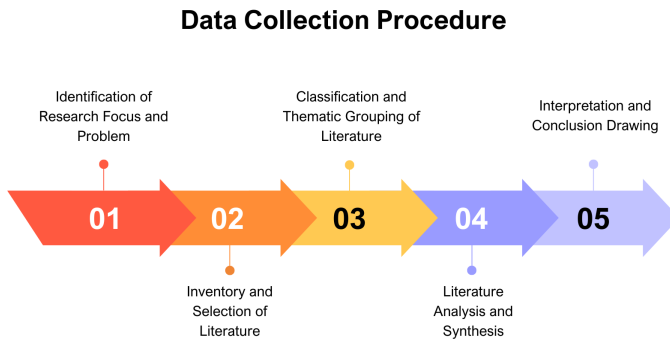 Data Collection Procedure
Identification of
Research Focus and
Problem
Classification and
Thematic Grouping of
Literature
Interpretation and
Conclusion Drawing
01
02
03
04
05
Inventory and
Selection of
Literature
Literature
Analysis and
Synthesis